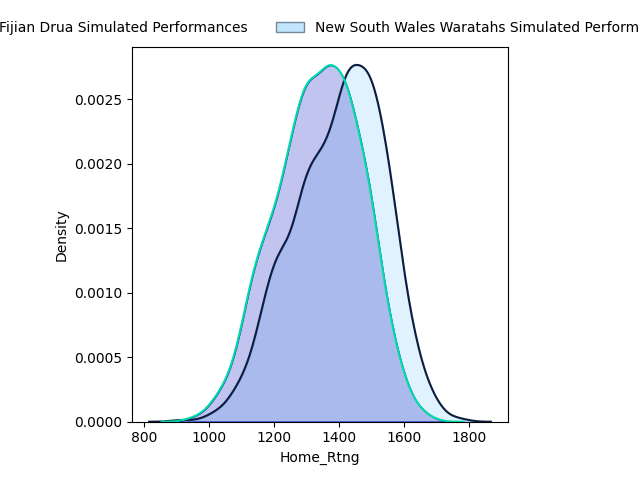 Fijian Drua Simulated Performances
New South Wales Waratahs Simulated Perform
0.0025
0.0020
0.0015
0.0010
0.0005
0.0000
Density
800 1000 1200 1400 1600 1800
Home_Rtng